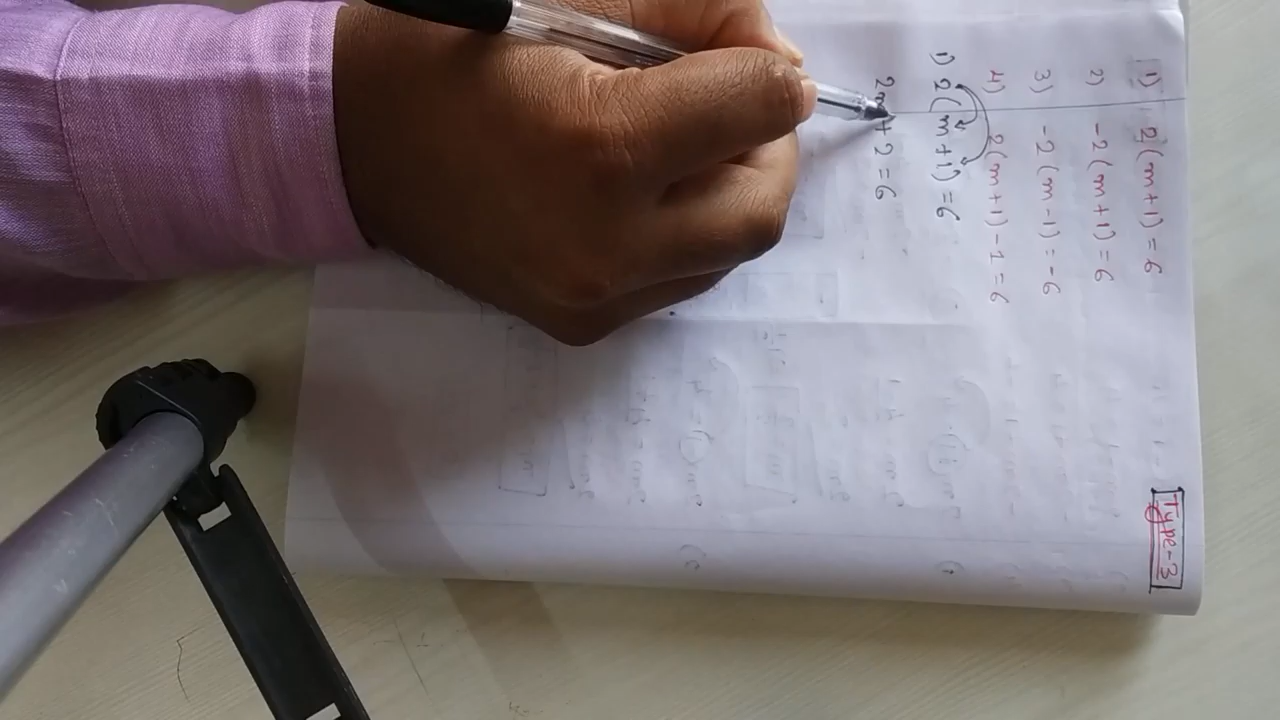 Type-3
1) 2(m+1)=6
2) -2(m+1)=6
3) -2(m-1)=-6
4) 2(m+1)-1=6
1) 2(m+1)=6
2m+2=6